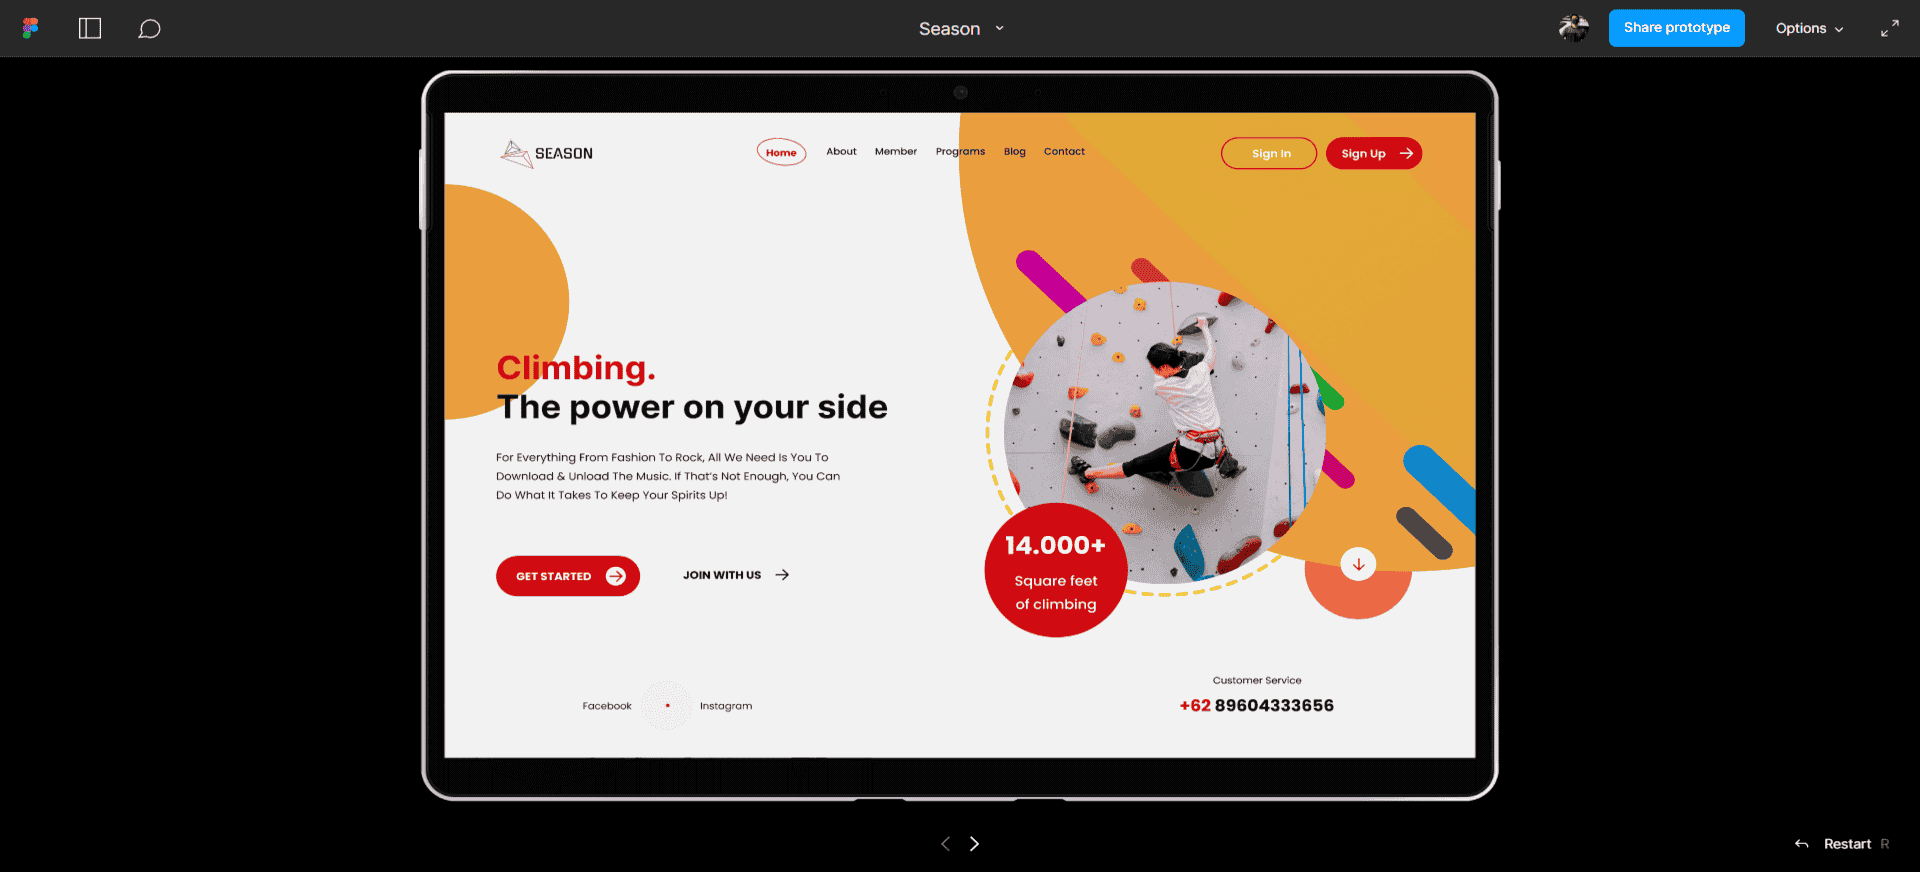 Season
Share prototype
Options
SEASON
Home
About
Member
Programs
Blog
Contact
Sign In
Sign Up
Climbing.
The power on your side
For Everything From Fashion To Rock, All We Need Is You To
Download & Unload The Music. If That's Not Enough, You Can
Do What It Takes To Keep Your Spirits Up!
GET STARTED
JOIN WITH US
14.000+
Square feet
of climbing
Facebook
Instagram
Customer Service
+62 89604333656
Restart R